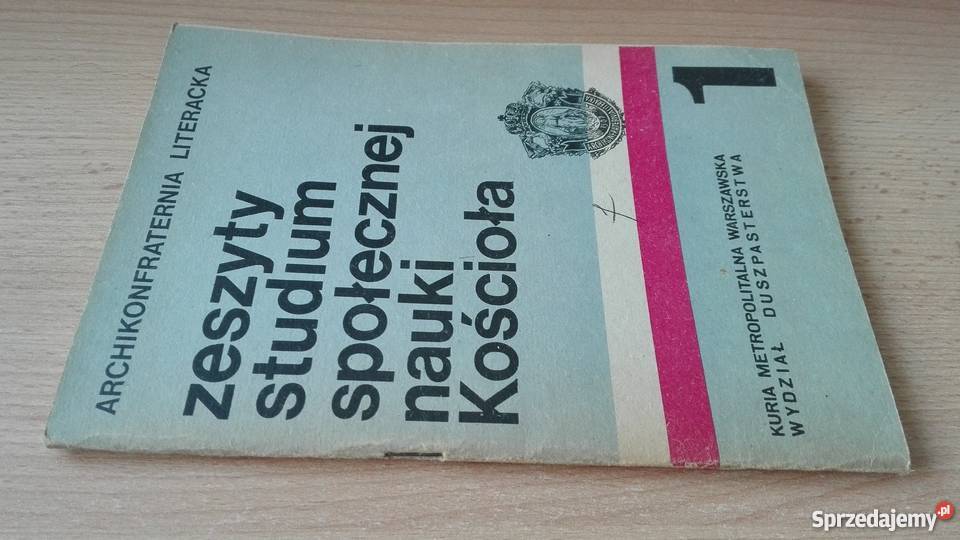 ARCHIKONFRATERNIA LITERACKA
zeszyty
studium
społecznej
nauki
Kościoła
1
KURIA METROPOLITALNA WARSZAWSKA
WYDZIAŁ DUSZPASTERSTWA
Sprzedajemy.pl